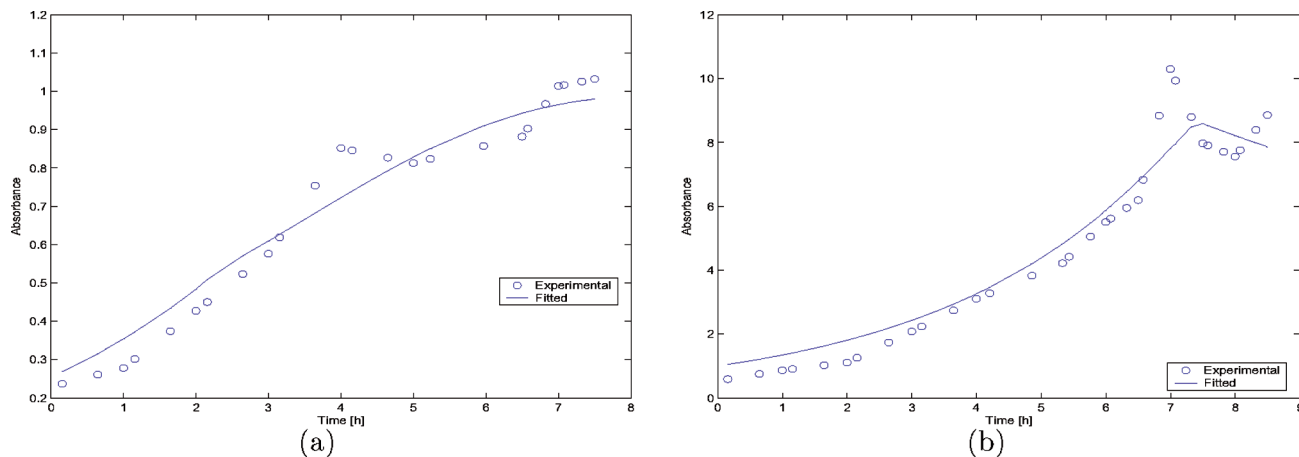 1.2
1.1
1
0.9
0.8
0.7
0.6
0.5
0.4
0.3
0.2
Absorbance
Experimental
Fitted
0 1 2 3 4 5 6 7 8
Time [h]
(a)
12
10
8
6
4
2
0
Absorbance
Experimental
Fitted
0 1 2 3 4 5 6 7 8 9
Time [h]
(b)